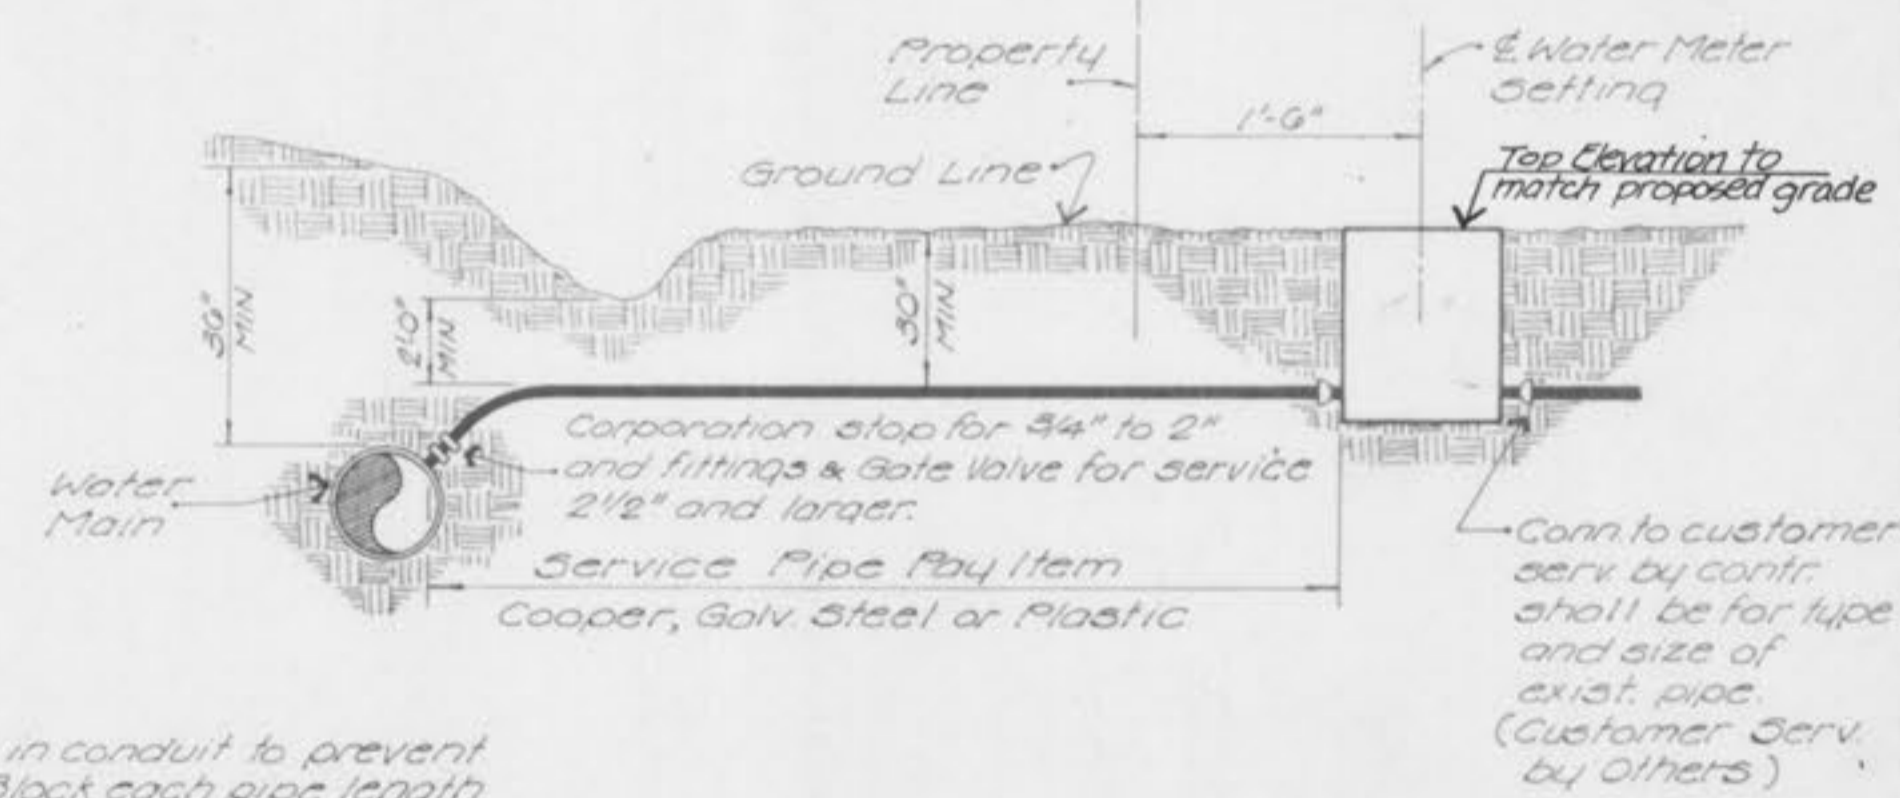 Property
Line
℄ Water Meter
Setting
1'-6"
Top Elevation to
match proposed grade
Ground Line
36"
MIN
2'0"
MIN
30"
MIN.
Corporation stop for 3/4" to 2"
and fittings & Gate Valve for service
2 1/2" and larger.
Water
Main
Service Pipe Pay Item
Cooper, Galv. Steel or Plastic
Conn. to customer
serv. by contr.
shall be for type
and size of
exist. pipe.
(Customer Serv.
by Others)
in conduit to prevent
Block each pipe length